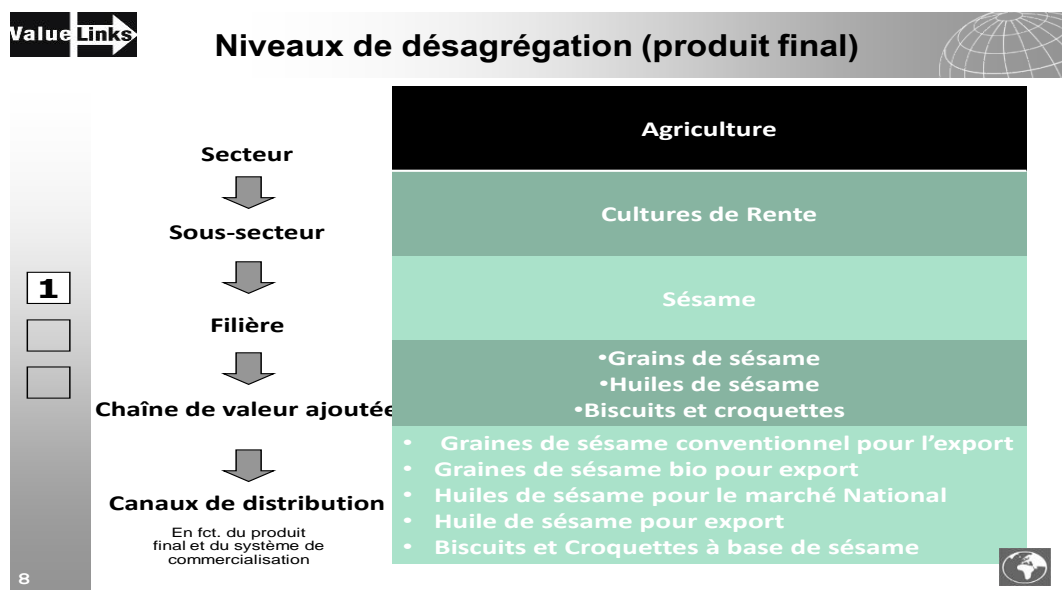 Value Links
Niveaux de désagrégation (produit final)
Secteur
Agriculture
Sous-secteur
Cultures de Rente
1
Filière
Sésame
Chaîne de valeur ajoutée
•Grains de sésame
•Huiles de sésame
•Biscuits et croquettes
Canaux de distribution
En fct. du produit
final et du système de
commercialisation
• Graines de sésame conventionnel pour l’export
• Graines de sésame bio pour export
• Huiles de sésame pour le marché National
• Huile de sésame pour export
• Biscuits et Croquettes à base de sésame
8